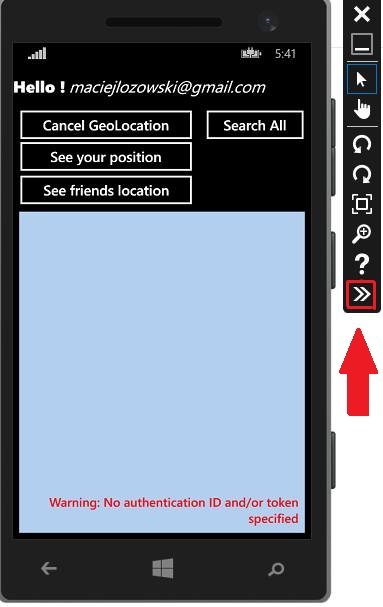 5:41
Hello ! maciejlozowski@gmail.com
Cancel GeoLocation
Search All
See your position
See friends location
Warning: No authentication ID and/or token
specified